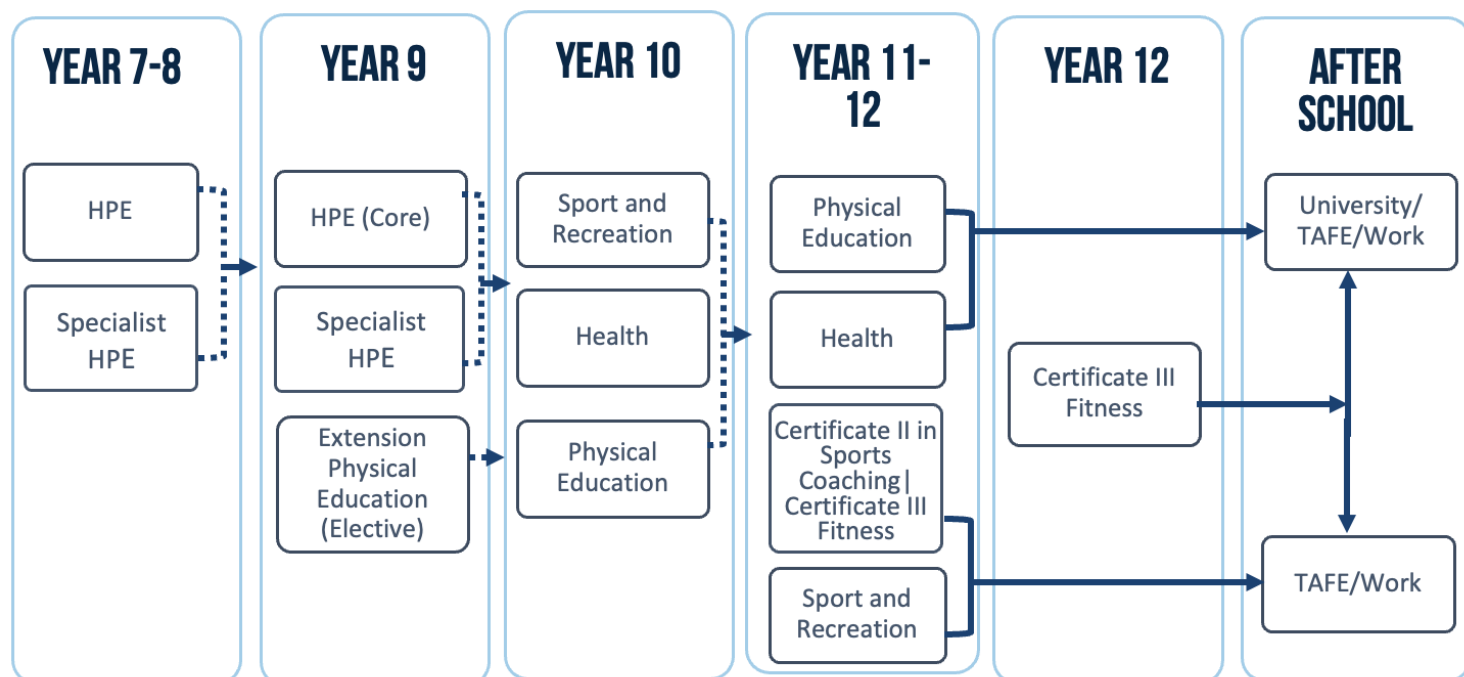 YEAR 7-8
HPE
Specialist
HPE
YEAR 9
HPE (Core)
Specialist
HPE
Extension
Physical
Education
(Elective)
YEAR 10
Sport and
Recreation
Health
Physical
Education
YEAR 11-
12
Physical
Education
Health
Certificate II in
Sports
Coaching|
Certificate III
Fitness
Sport and
Recreation
YEAR 12
Certificate III
Fitness
AFTER
SCHOOL
University/
TAFE/Work
TAFE/Work